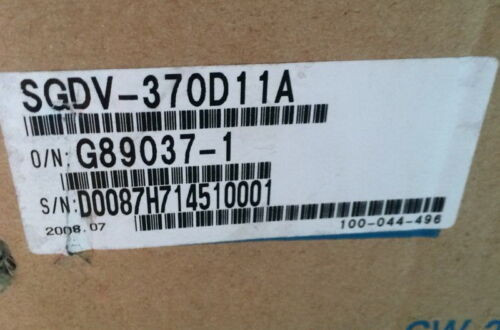 SGDV-370D11A
O/N: G89037-1
S/N: D0087H714510001
2008.07 100-044-496